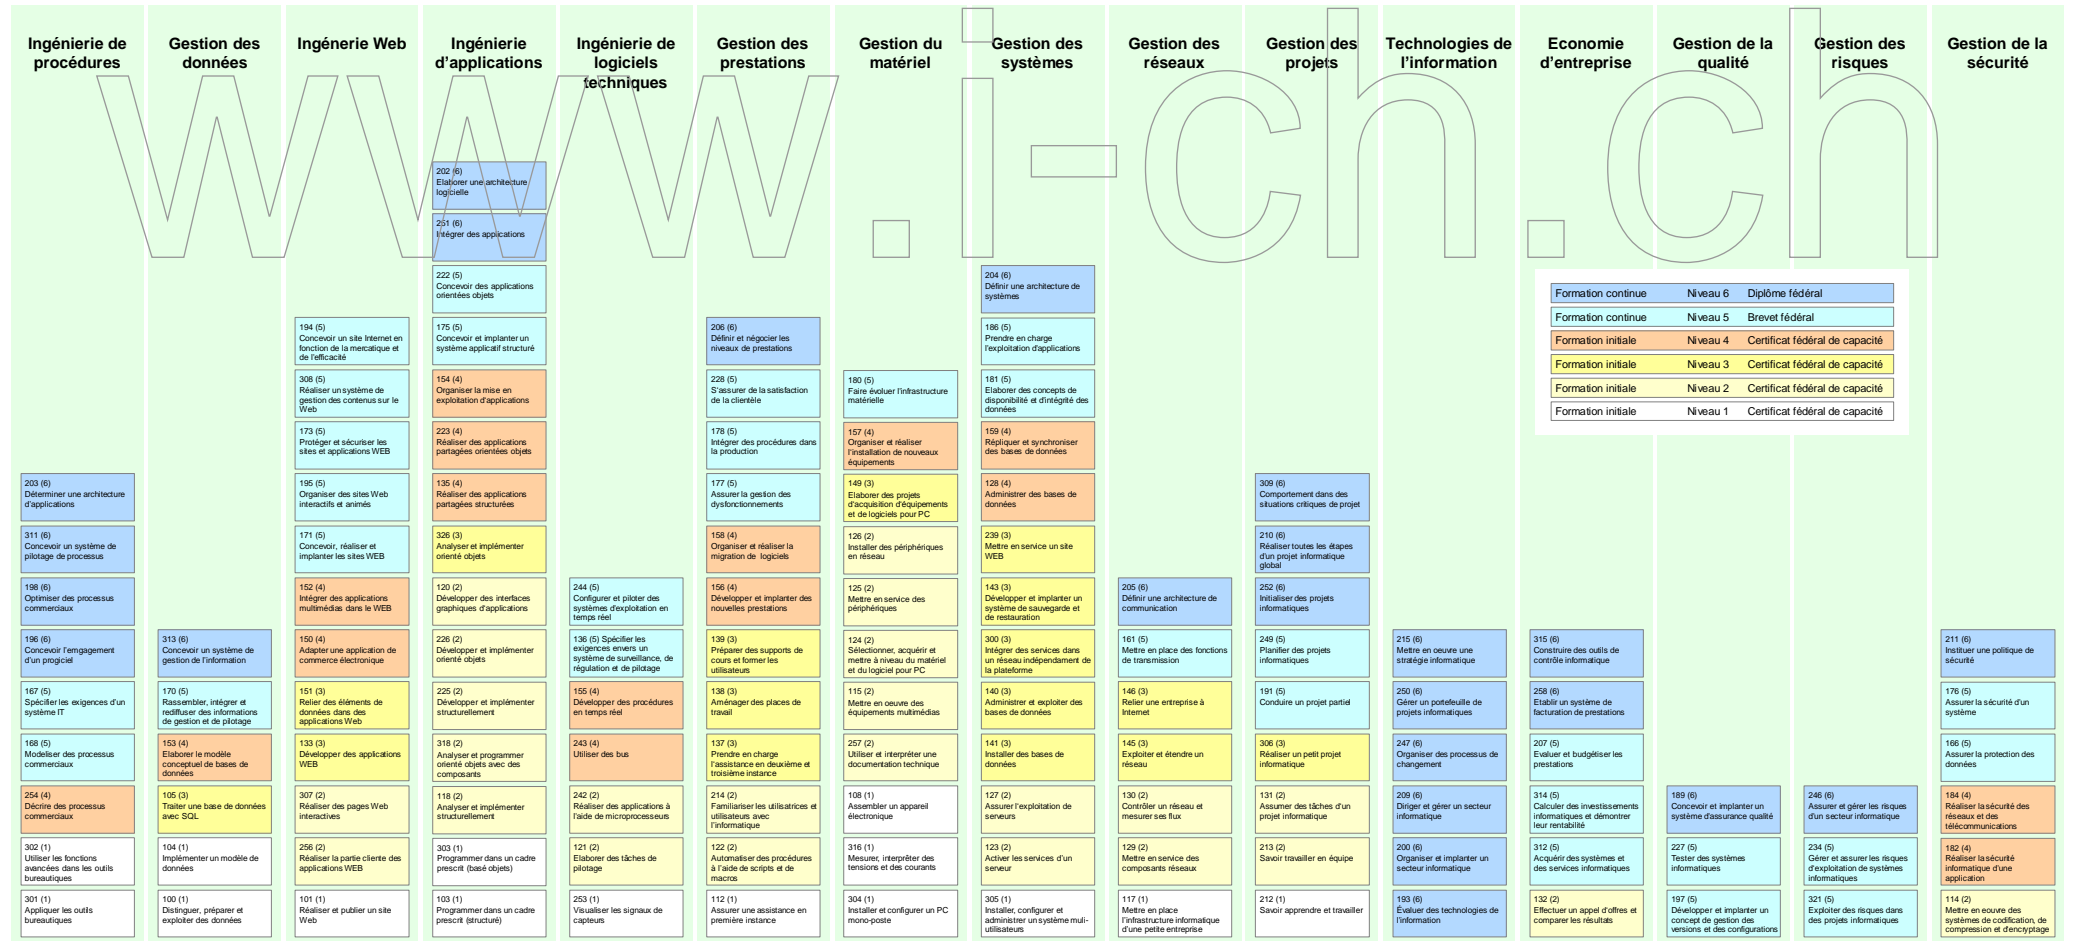 www.i-ch.ch
Ingénierie de
procédures
203 (6)
Déterminer une architecture
d'applications
311 (6)
Concevoir un système de
pilotage de processus
198 (6)
Optimiser des processus
commerciaux
196 (6)
Concevoir l'emgagement
d'un progiciel
167 (5)
Spécifier les exigences d'un
système IT
168 (5)
Modeliser des processus
commerciaux
254 (4)
Décrire des processus
commerciaux
302 (1)
Utiliser les fonctions
avancées dans les outils
bureautiques
301 (1)
Appliquer les outils
bureautiques
Gestion des
données
313 (6)
Concevoir un système de
gestion de l'information
170 (5)
Rassembler, intégrer et
rediffuser des informations
de gestion et de pilotage
153 (4)
Elaborer le modèle
conceptuel de bases de
données
105 (3)
Traiter une base de données
avec SQL
104 (1)
Implémenter un modèle de
données
100 (1)
Distinguer, préparer et
exploiter des données
Ingénerie Web
194 (5)
Concevoir un site Internet en
fonction de la mercatique et
de l'efficacité
308 (5)
Réaliser un système de
gestion des contenus sur le
Web
173 (5)
Protéger et sécuriser les
sites et applications WEB
195 (5)
Organiser des sites Web
interactifs et animés
171 (5)
Concevoir, réaliser et
implanter les sites WEB
152 (4)
Intégrer des applications
multimédias dans le WEB
150 (4)
Adapter une application de
commerce électronique
151 (3)
Relier des éléments de
données dans des
applications Web
133 (3)
Développer des applications
WEB
307 (2)
Réaliser des pages Web
interactives
256 (2)
Réaliser la partie cliente des
applications WEB
101 (1)
Réaliser et publier un site
Web
Ingénierie
d'applications
202 (6)
Elaborer une architecture
logicielle
251 (6)
Intégrer des applications
222 (5)
Concevoir des applications
orientées objets
175 (5)
Concevoir et implanter un
système applicatif structuré
154 (4)
Organiser la mise en
exploitation d'applications
223 (4)
Réaliser des applications
partagées orientées objets
135 (4)
Réaliser des applications
partagées structurées
326 (3)
Analyser et implémenter
orienté objets
120 (2)
Développer des interfaces
graphiques d'applications
226 (2)
Développer et implémenter
orienté objets
225 (2)
Développer et implémenter
structurellement
318 (2)
Analyser et programmer
orienté objets avec des
composants
118 (2)
Analyser et implémenter
structurellement
303 (1)
Programmer dans un cadre
prescrit (basé objets)
103 (1)
Programmer dans un cadre
prescrit (structuré)
Ingénierie de
logiciels
techniques
244 (5)
Configurer et piloter des
systèmes d'exploitation en
temps réel
136 (5) Spécifier les
exigences envers un
système de surveillance, de
régulation et de pilotage
155 (4)
Développer des procédures
en temps réel
243 (4)
Utiliser des bus
242 (2)
Réaliser des applications à
l'aide de microprocesseurs
121 (2)
Elaborer des tâches de
pilotage
253 (1)
Visualiser les signaux de
capteurs
Gestion des
prestations
206 (6)
Définir et négocier les
niveaux de prestations
228 (5)
S'assurer de la satisfaction
de la clientèle
178 (5)
Intégrer des procédures dans
la production
177 (5)
Assurer la gestion des
dysfonctionnements
158 (4)
Organiser et réaliser la
migration de logiciels
156 (4)
Développer et implanter des
nouvelles prestations
139 (3)
Préparer des supports de
cours et former les
utilisateurs
138 (3)
Aménager des places de
travail
137 (3)
Prendre en charge
l'assistance en deuxième et
troisième instance
214 (2)
Familiariser les utilisatrices et
utilisateurs avec
l'informatique
122 (2)
Automatiser des procédures
à l'aide de scripts et de
macros
112 (1)
Assurer une assistance en
première instance
Gestion du
matériel
180 (5)
Faire évoluer l'infrastructure
matérielle
157 (4)
Organiser et réaliser
l'installation de nouveaux
équipements
149 (3)
Elaborer des projets
d'acquisition d'équipements
et de logiciels pour PC
126 (2)
Installer des périphériques
en réseau
125 (2)
Mettre en service des
périphériques
124 (2)
Sélectionner, acquérir et
mettre à niveau du matériel
et du logiciel pour PC
115 (2)
Mettre en oeuvre des
équipements multimédias
257 (2)
Utiliser et interpréter une
documentation technique
108 (1)
Assembler un appareil
électronique
316 (1)
Mesurer, interpréter des
tensions et des courants
304 (1)
Installer et configurer un PC
mono-poste
Gestion des
systèmes
204 (6)
Définir une architecture de
systèmes
186 (5)
Prendre en charge
l'exploitation d'applications
181 (5)
Elaborer des concepts de
disponibilité et d'intégrité des
données
159 (4)
Répliquer et synchroniser
des bases de données
128 (4)
Administrer des bases de
données
239 (3)
Mettre en service un site
WEB
143 (3)
Développer et implanter un
système de sauvegarde et
de restauration
300 (3)
Intégrer des services dans
un réseau indépendament de
la plateforme
140 (3)
Administrer et exploiter des
bases de données
141 (3)
Installer des bases de
données
127 (2)
Assurer l'exploitation de
serveurs
123 (2)
Activer les services d'un
serveur
305 (1)
Installer, configurer et
administrer un système muli-
utilisateurs
Gestion des
réseaux
205 (6)
Définir une architecture de
communication
161 (5)
Mettre en place des fonctions
de transmission
146 (3)
Relier une entreprise à
Internet
145 (3)
Exploiter et étendre un
réseau
130 (2)
Contrôler un réseau et
mesurer ses flux
129 (2)
Mettre en service des
composants réseaux
117 (1)
Mettre en place
l'infrastructure informatique
d'une petite entreprise
Gestion des
projets
309 (6)
Comportement dans des
situations critiques de projet
210 (6)
Réaliser toutes les étapes
d'un projet informatique
global
252 (6)
Initialiser des projets
informatiques
249 (5)
Planifier des projets
informatiques
191 (5)
Conduire un projet partiel
306 (3)
Réaliser un petit projet
informatique
131 (2)
Assumer des tâches d'un
projet informatique
213 (2)
Savoir travailler en équipe
212 (1)
Savoir apprendre et travailler
Technologies de
l'information
215 (6)
Mettre en oeuvre une
stratégie informatique
250 (6)
Gérer un portefeuille de
projets informatiques
247 (6)
Organiser des processus de
changement
209 (6)
Diriger et gérer un secteur
informatique
200 (6)
Organiser et implanter un
secteur informatique
193 (6)
Évaluer des technologies de
l'information
Economie
d'entreprise
315 (6)
Construire des outils de
contrôle informatique
258 (6)
Etablir un système de
facturation de prestations
207 (5)
Evaluer et budgétiser les
prestations
314 (5)
Calculer des investissements
informatiques et démontrer
leur rentabilité
312 (5)
Acquérir des systèmes et
des services informatiques
132 (2)
Effectuer un appel d'offres et
comparer les résultats
Gestion de la
qualité
189 (6)
Concevoir et implanter un
système d'assurance qualité
227 (5)
Tester des systèmes
informatiques
197 (5)
Développer et implanter un
concept de gestion des
versions et des configurations
Gestion des
risques
246 (6)
Assurer et gérer les risques
d'un secteur informatique
234 (5)
Gérer et assurer les risques
d'exploitation de systèmes
informatiques
321 (5)
Exploiter des risques dans
des projets informatiques
Gestion de la
sécurité
211 (6)
Instituer une politique de
sécurité
176 (5)
Assurer la sécurité d'un
système
166 (5)
Assurer la protection des
données
184 (4)
Réaliser la sécurité des
réseaux et des
télécommunications
182 (4)
Réaliser la sécurité
informatique d'une
application
114 (2)
Mettre en eouvre des
systèmes de codification, de
compression et d'encryptage
Formation continue Niveau 6 Diplôme fédéral
Formation continue Niveau 5 Brevet fédéral
Formation initiale Niveau 4 Certificat fédéral de capacité
Formation initiale Niveau 3 Certificat fédéral de capacité
Formation initiale Niveau 2 Certificat fédéral de capacité
Formation initiale Niveau 1 Certificat fédéral de capacité